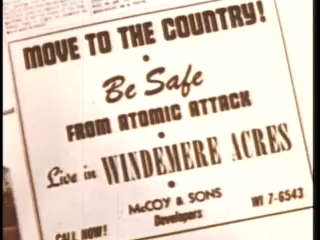 MOVE TO THE COUNTRY!
Be Safe
FROM ATOMIC ATTACK
Live in WINDEMERE ACRES
McCOY & SONS
Developers
WI 7-6543
CALL NOW!